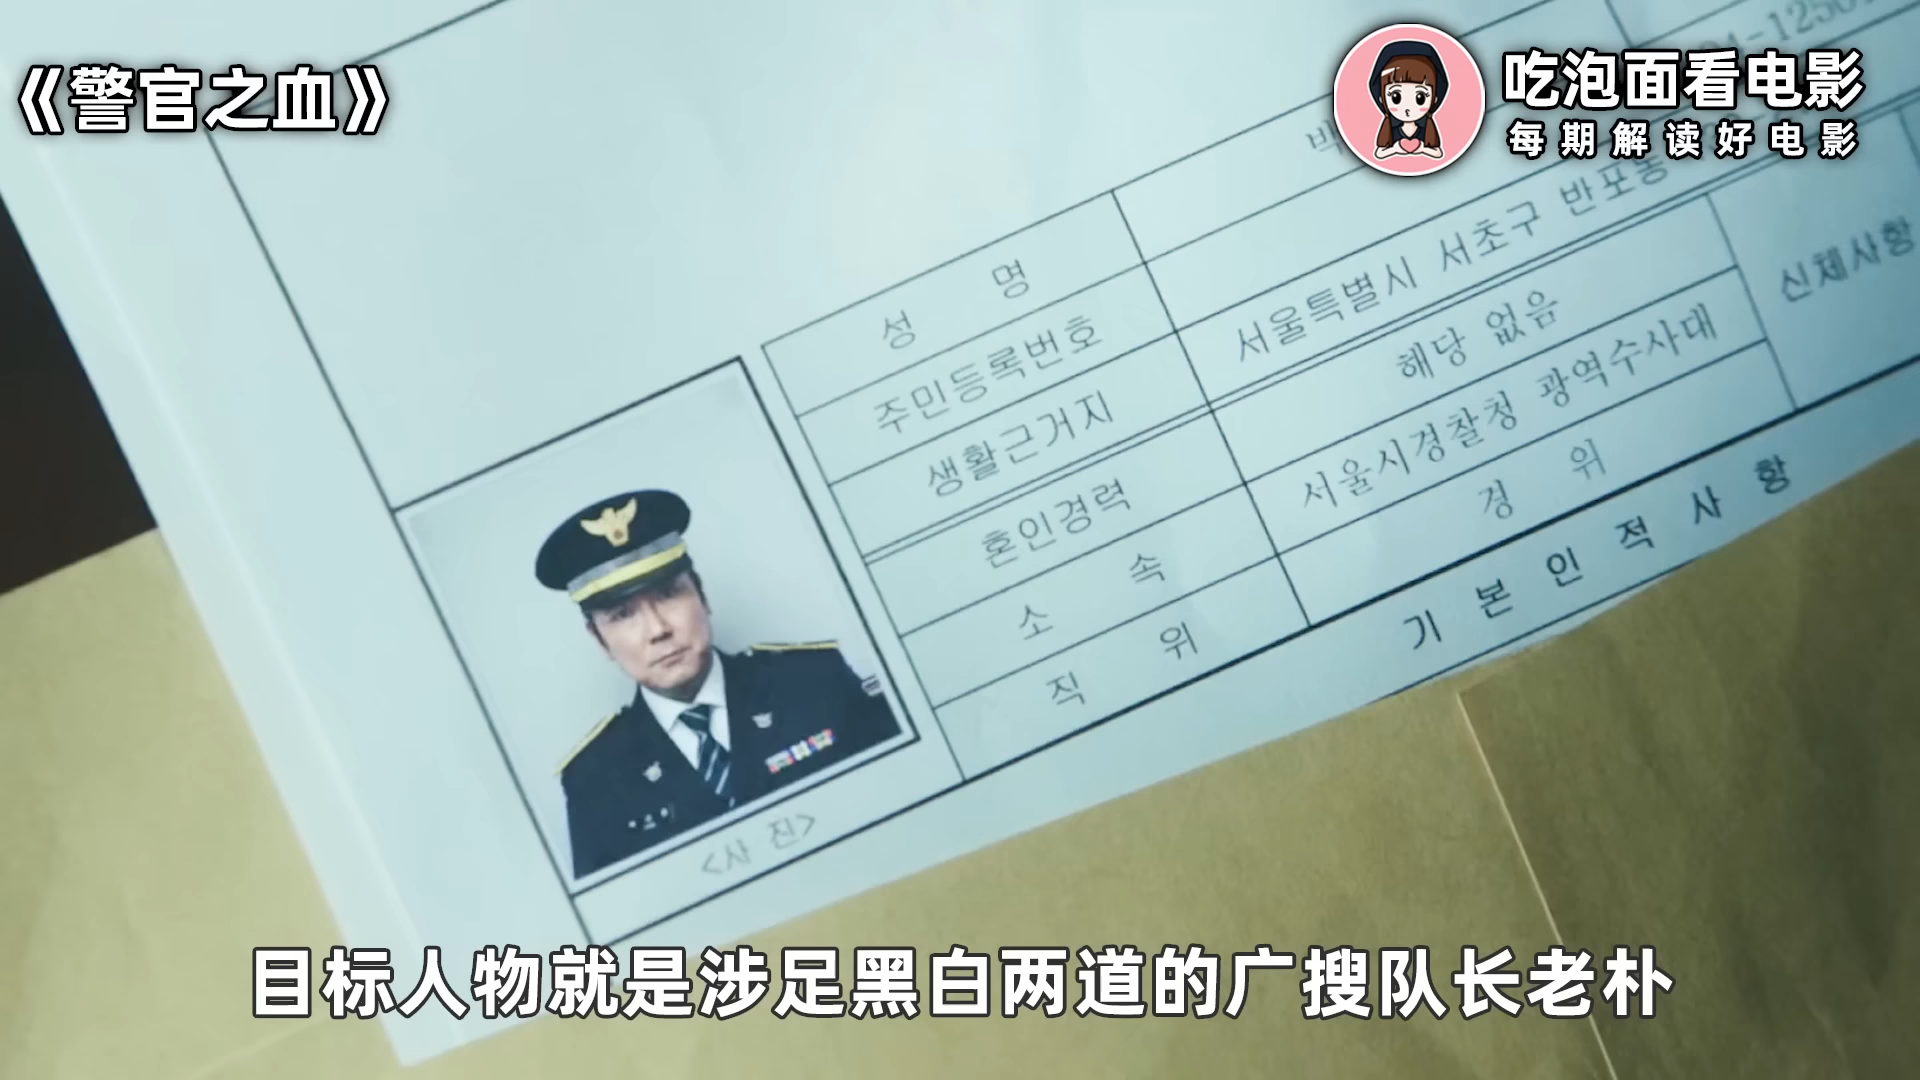 《警官之血》
吃泡面看电影
每期解读好电影
성 명
주민등록번호
생활근거지
서울특별시 서초구 반포동
혼인경력
해당 없음
소 속
서울시경찰청 광역수사대
직 위
경 위
신체사항
기본인적사항
<사 진>
目标人物就是涉足黑白两道的广搜队长老朴